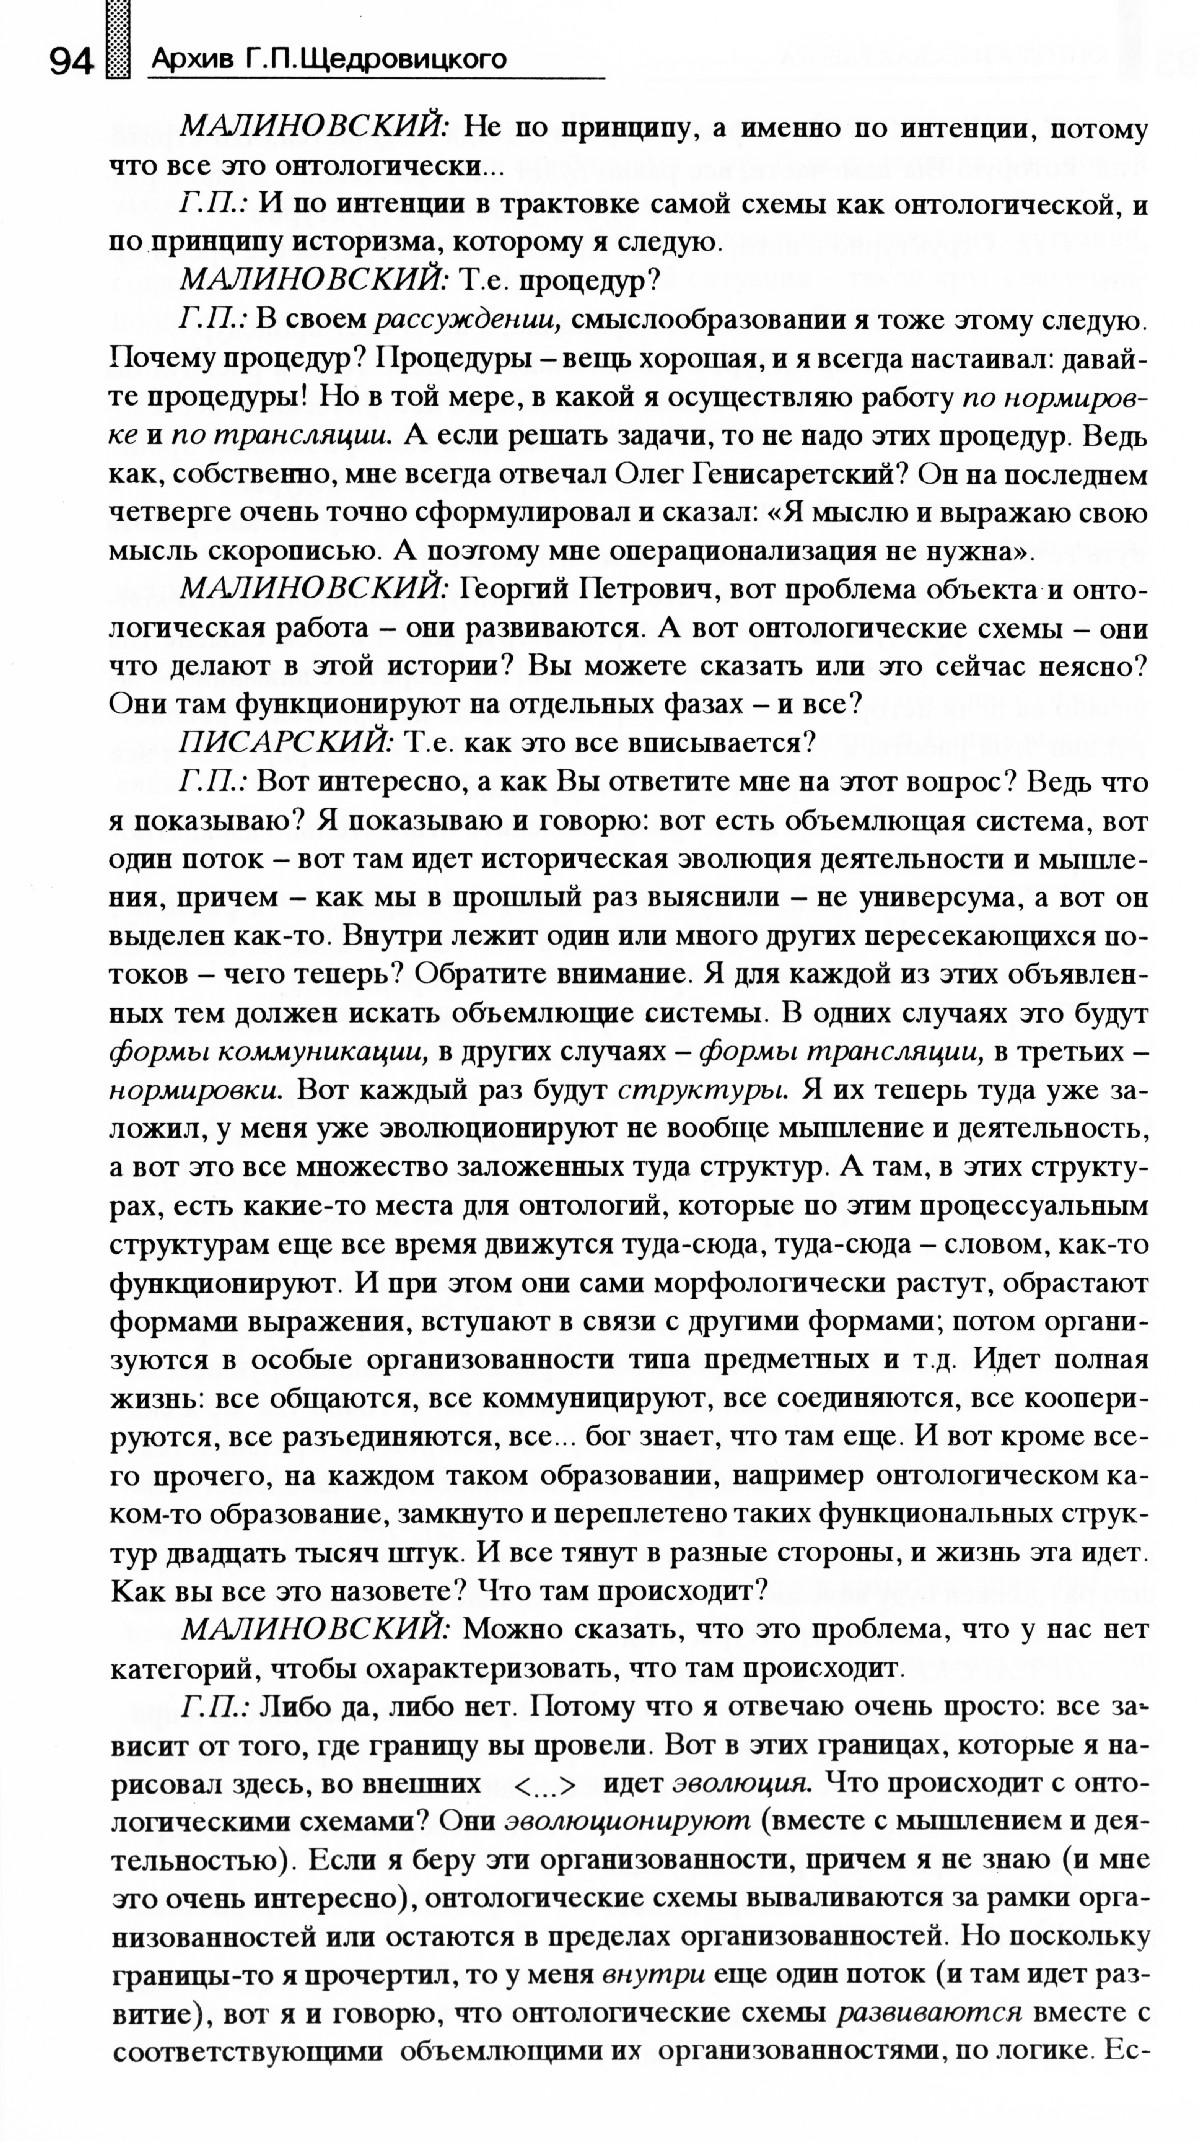 94 Архив Г.П.Щедровицкого
МАЛИНОВСКИЙ: Не по принципу, а именно по интенции, потому
что все это онтологически...
Г.П.: И по интенции в трактовке самой схемы как онтологической, и
по принципу историзма, которому я следую.
МАЛИНОВСКИЙ: Т.е. процедур?
Г.П.: В своем рассуждении, смыслообразовании я тоже этому следую.
Почему процедур? Процедуры – вещь хорошая, и я всегда настаивал: давай-
те процедуры! Но в той мере, в какой я осуществляю работу по нормиров-
ке и по трансляции. А если решать задачи, то не надо этих процедур. Ведь
как, собственно, мне всегда отвечал Олег Генисаретский? Он на последнем
четверге очень точно сформулировал и сказал: «Я мыслю и выражаю свою
мысль скорописью. А поэтому мне операционализация не нужна».
МАЛИНОВСКИЙ: Георгий Петрович, вот проблема объекта и онто-
логическая работа – они развиваются. А вот онтологические схемы – они
что делают в этой истории? Вы можете сказать или это сейчас неясно?
Они там функционируют на отдельных фазах – и все?
ПИСАРСКИЙ: Т.е. как это все вписывается?
Г.П.: Вот интересно, а как Вы ответите мне на этот вопрос? Ведь что
я показываю? Я показываю и говорю: вот есть объемлющая система, вот
один поток – вот там идет историческая эволюция деятельности и мышле-
ния, причем – как мы в прошлый раз выяснили – не универсума, а вот он
выделен как-то. Внутри лежит один или много других пересекающихся по-
токов – чего теперь? Обратите внимание. Я для каждой из этих объявлен-
ных тем должен искать объемлющие системы. В одних случаях это будут
формы коммуникации, в других случаях – формы трансляции, в третьих –
нормировки. Вот каждый раз будут структуры. Я их теперь туда уже за-
ложил, у меня уже эволюционируют не вообще мышление и деятельность,
а вот это все множество заложенных туда структур. А там, в этих структу-
рах, есть какие-то места для онтологий, которые по этим процессуальным
структурам еще все время движутся туда-сюда, туда-сюда – словом, как-то
функционируют. И при этом они сами морфологически растут, обрастают
формами выражения, вступают в связи с другими формами; потом органи-
зуются в особые организованности типа предметных и т.д. Идет полная
жизнь: все общаются, все коммуницируют, все соединяются, все коопери-
руются, все разъединяются, все... бог знает, что там еще. И вот кроме все-
го прочего, на каждом таком образовании, например онтологическом ка-
ком-то образование, замкнуто и переплетено таких функциональных струк-
тур двадцать тысяч штук. И все тянут в разные стороны, и жизнь эта идет.
Как вы все это назовете? Что там происходит?
МАЛИНОВСКИЙ: Можно сказать, что это проблема, что у нас нет
категорий, чтобы охарактеризовать, что там происходит.
Г.П.: Либо да, либо нет. Потому что я отвечаю очень просто: все за-
висит от того, где границу вы провели. Вот в этих границах, которые я на-
рисовал здесь, во внешних <...> идет эволюция. Что происходит с онто-
логическими схемами? Они эволюционируют (вместе с мышлением и дея-
тельностью). Если я беру эти организованности, причем я не знаю (и мне
это очень интересно), онтологические схемы вываливаются за рамки орга-
низованностей или остаются в пределах организованностей. Но поскольку
границы-то я прочертил, то у меня внутри еще один поток (и там идет раз-
витие), вот я и говорю, что онтологические схемы развиваются вместе с
соответствующими объемлющими их организованностями, по логике. Ес-